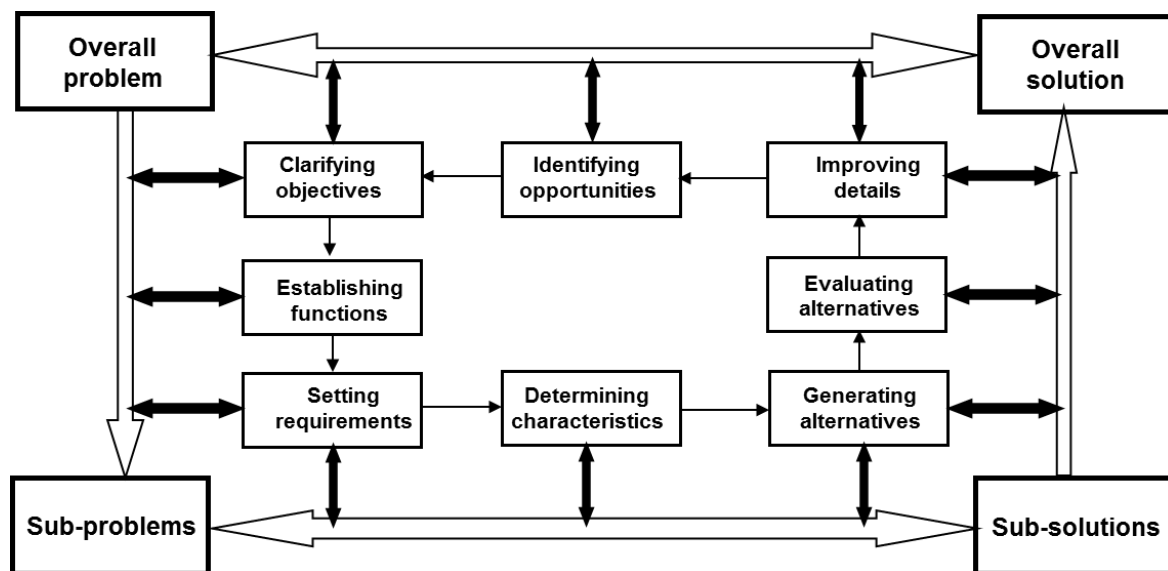 Overall
problem
Overall
solution
Clarifying
objectives
Identifying
opportunities
Improving
details
Establishing
functions
Evaluating
alternatives
Setting
requirements
Determining
characteristics
Generating
alternatives
Sub-problems
Sub-solutions